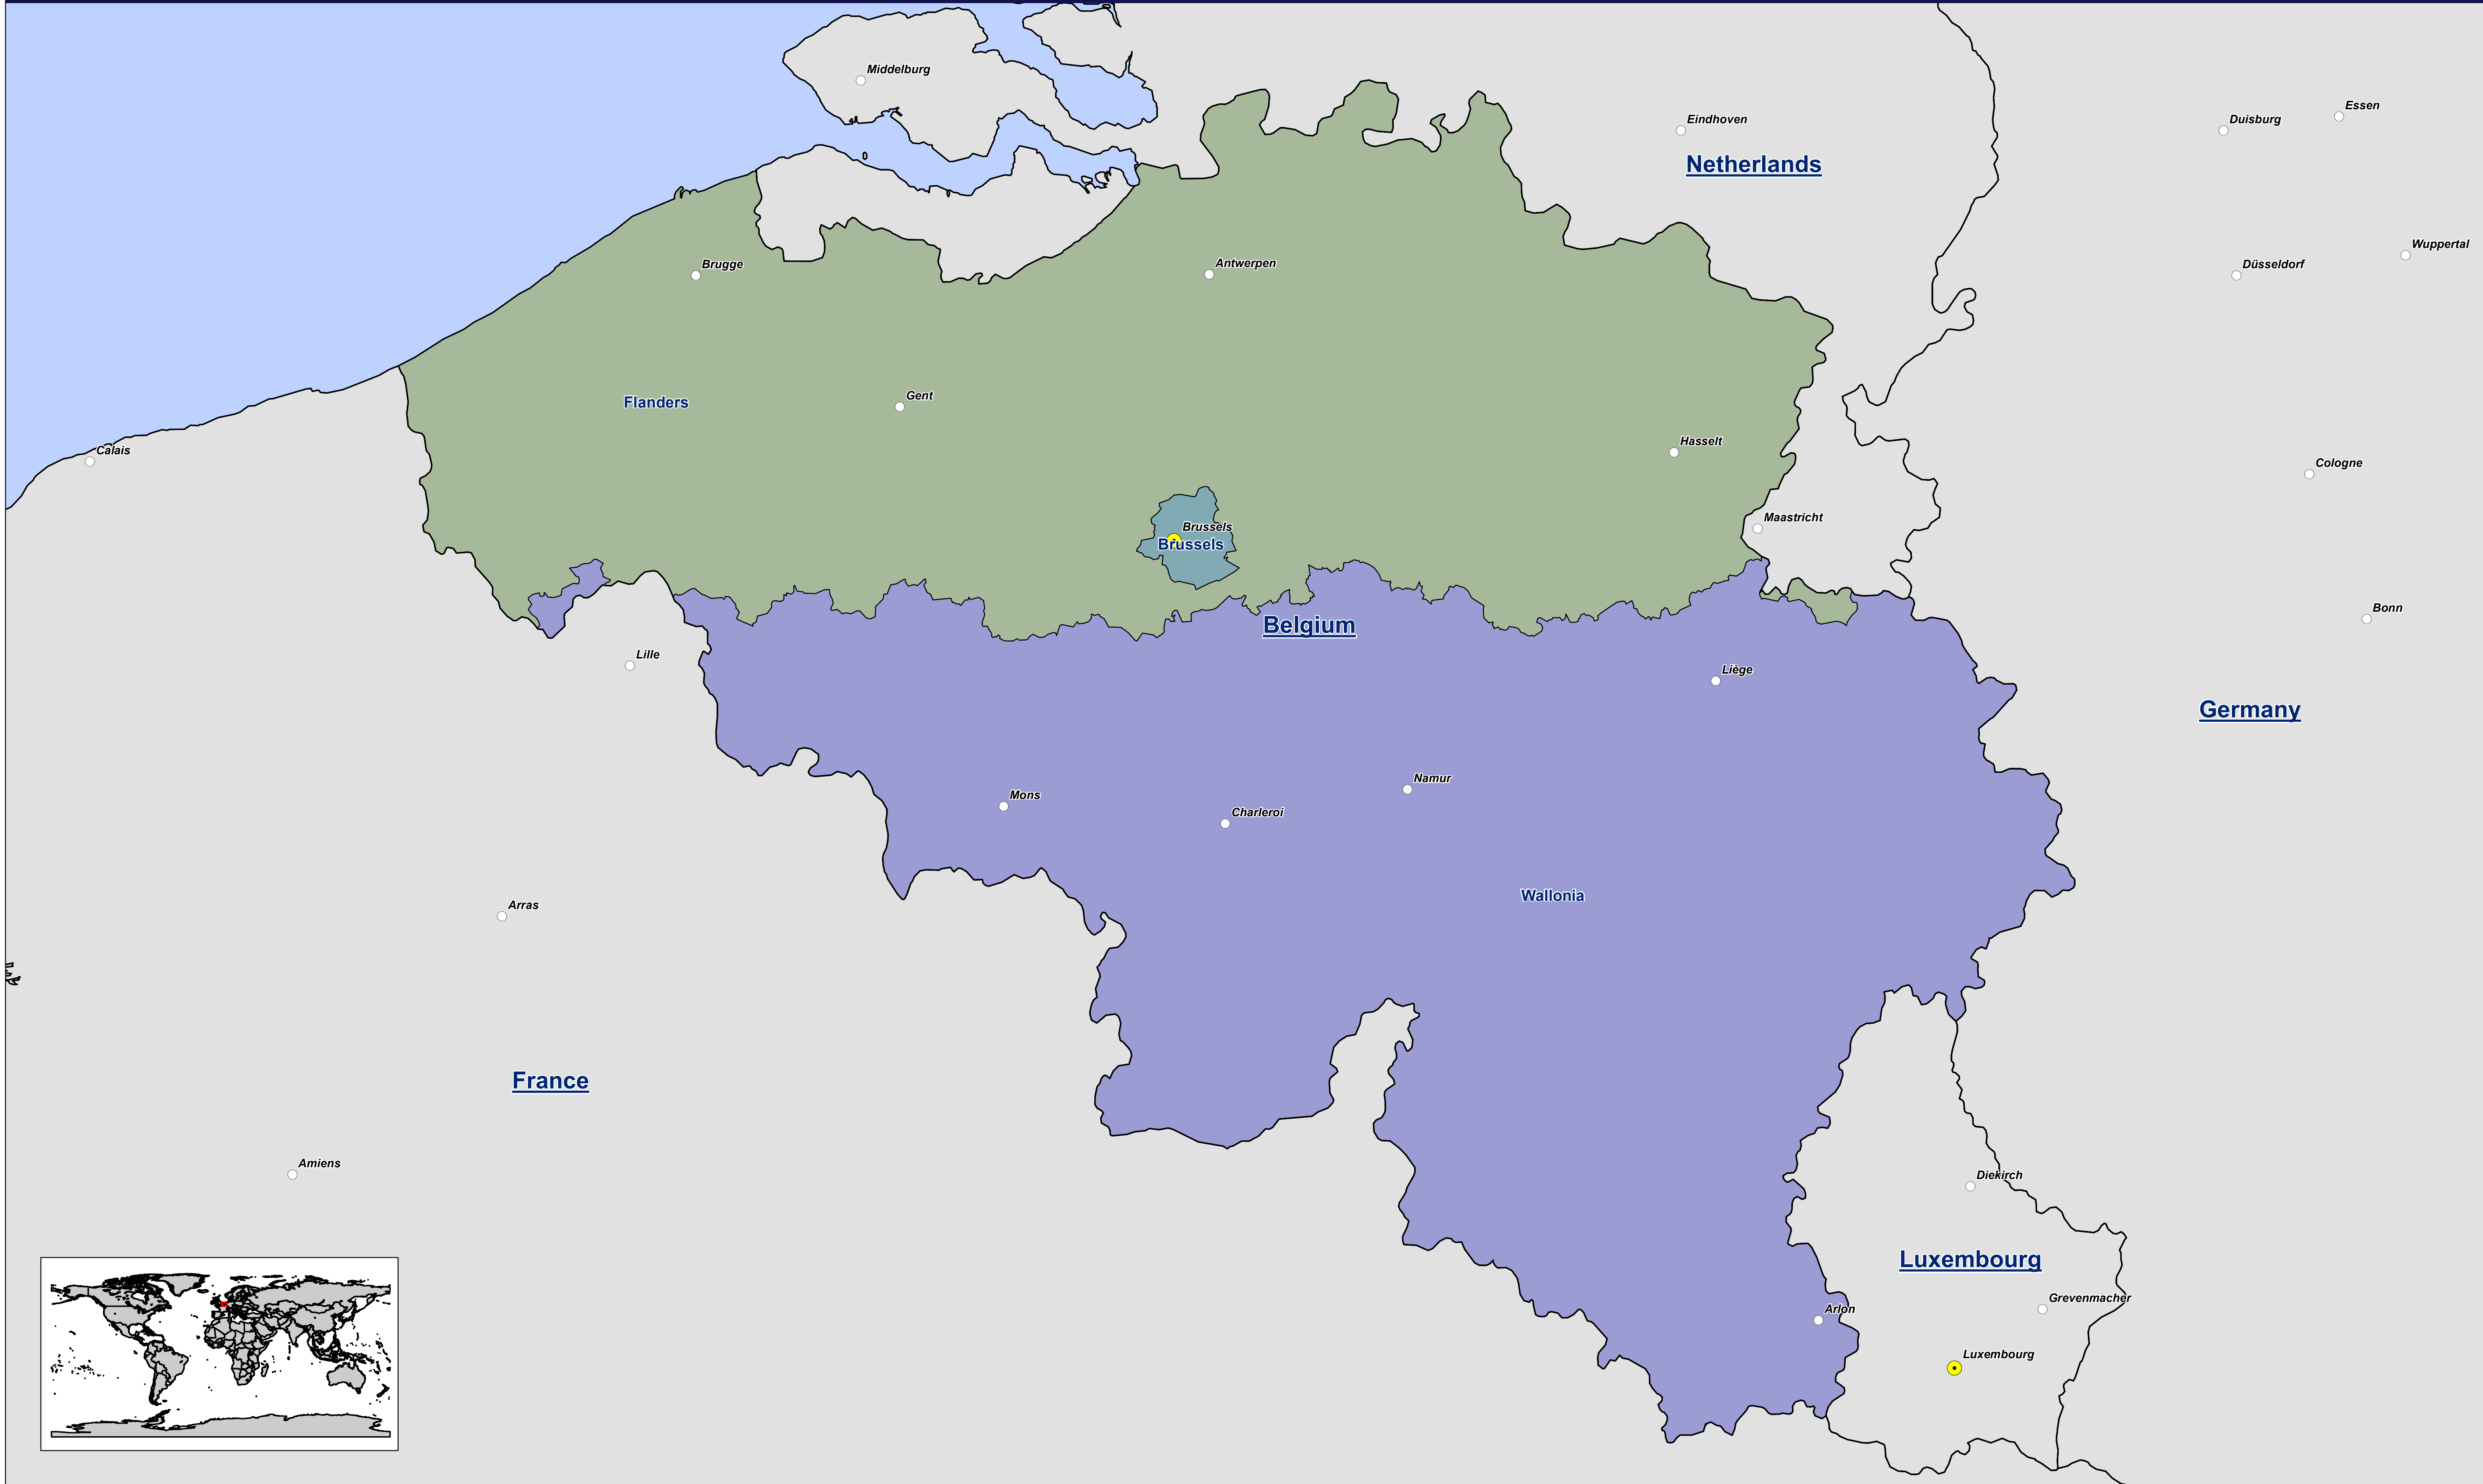 Middelburg
Essen
Duisburg
Eindhoven
Netherlands
Wuppertal
Brugge
Antwerpen
Düsseldorf
Gent
Flanders
Hasselt
Calais
Cologne
Maastricht
Brussels
Brussels
Bonn
Belgium
Lille
Liège
Germany
Namur
Mons
Charleroi
Wallonia
Arras
France
Amiens
Diekirch
Luxembourg
Grevenmacher
Arlon
Luxembourg